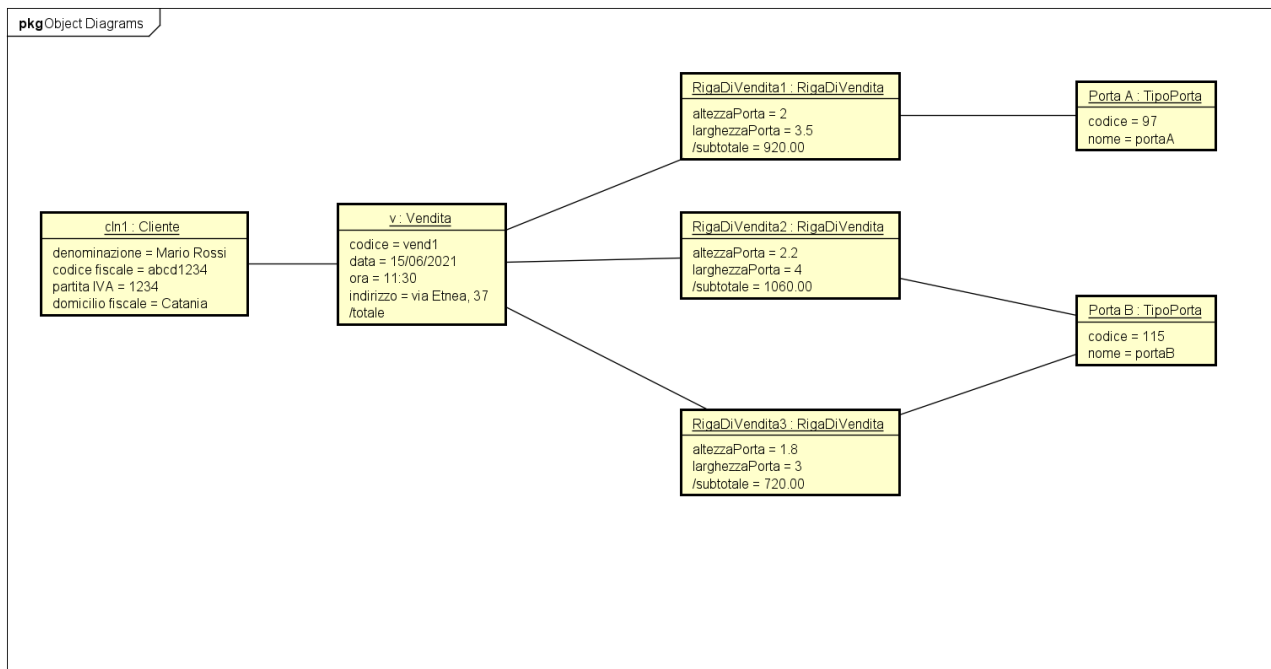 pkg Object Diagrams
cln1 : Cliente
denominazione = Mario Rossi
codice fiscale = abcd1234
partita IVA = 1234
domicilio fiscale = Catania
v : Vendita
codice = vend1
data = 15/06/2021
ora = 11:30
indirizzo = via Etnea, 37
/totale
RigaDiVendita1 : RigaDiVendita
altezzaPorta = 2
larghezzaPorta = 3.5
/subtotale = 920.00
RigaDiVendita2 : RigaDiVendita
altezzaPorta = 2.2
larghezzaPorta = 4
/subtotale = 1060.00
RigaDiVendita3 : RigaDiVendita
altezzaPorta = 1.8
larghezzaPorta = 3
/subtotale = 720.00
Porta A : TipoPorta
codice = 97
nome = portaA
Porta B : TipoPorta
codice = 115
nome = portaB